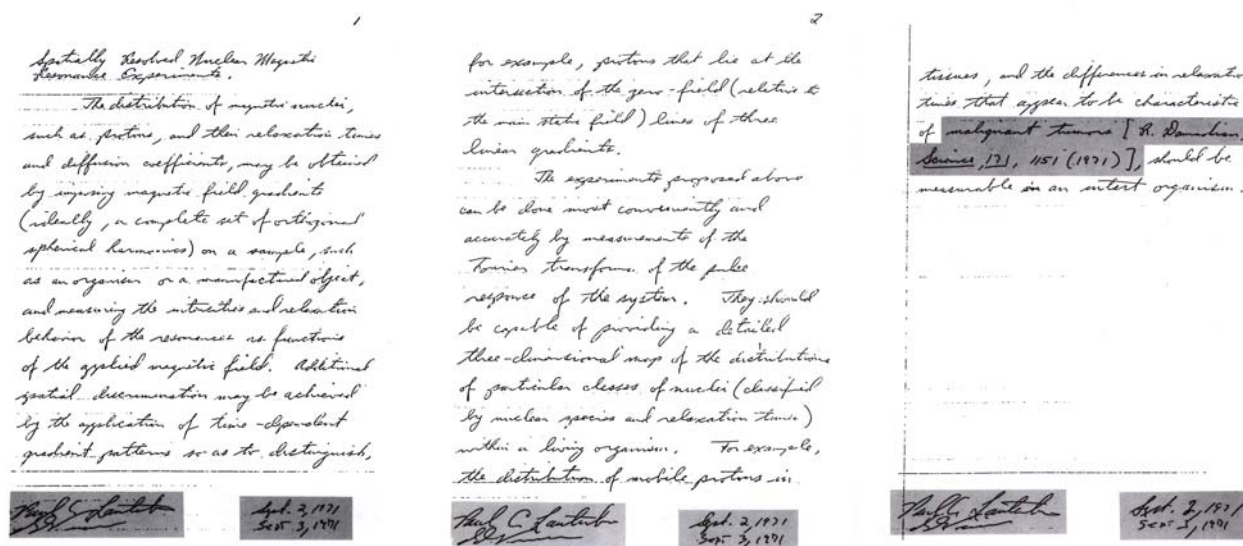 1
Spatially Resolved Nuclear Magnetic
Resonance Experiments.
The distribution of magnetic nuclei,
such as protons, and their relaxation times
and diffusion coefficients, may be obtained
by imposing magnetic field gradients
(ideally, a complete set of orthogonal
spherical harmonics) on a sample, such
as an organism or a manufactured object,
and measuring the intensities and relaxation
behavior of the resonances as functions
of the applied magnetic field. Additional
spatial discrimination may be achieved
by the application of time-dependent
gradient patterns so as to distinguish,
Paul C. Lauterbur
Sept. 2, 1971
Sept 3, 1971
2
for example, protons that lie at the
intersection of the zero-field (relative to
the main static field) lines of three
linear gradients.
The experiments proposed above
can be done most conveniently and
accurately by measurements of the
Fourier transform of the pulse
response of the system. They should
be capable of providing a detailed
three-dimensional map of the distributions
of particular classes of nuclei (classified
by nuclear species and relaxation times)
within a living organism. For example,
the distribution of mobile protons in
Paul C. Lauterbur
Sept. 2, 1971
Sept 3, 1971
tissues, and the differences in relaxation
times that appear to be characteristic
of malignant tumors [R. Damadian,
Science, 171, 1151 (1971)], should be
measurable in an intact organism.
Paul C. Lauterbur
Sept. 2, 1971
Sept 3, 1971